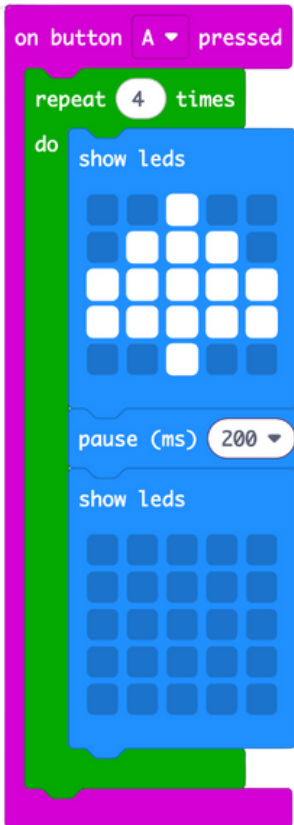 on button A pressed
repeat 4 times
do
show leds
pause (ms) 200
show leds